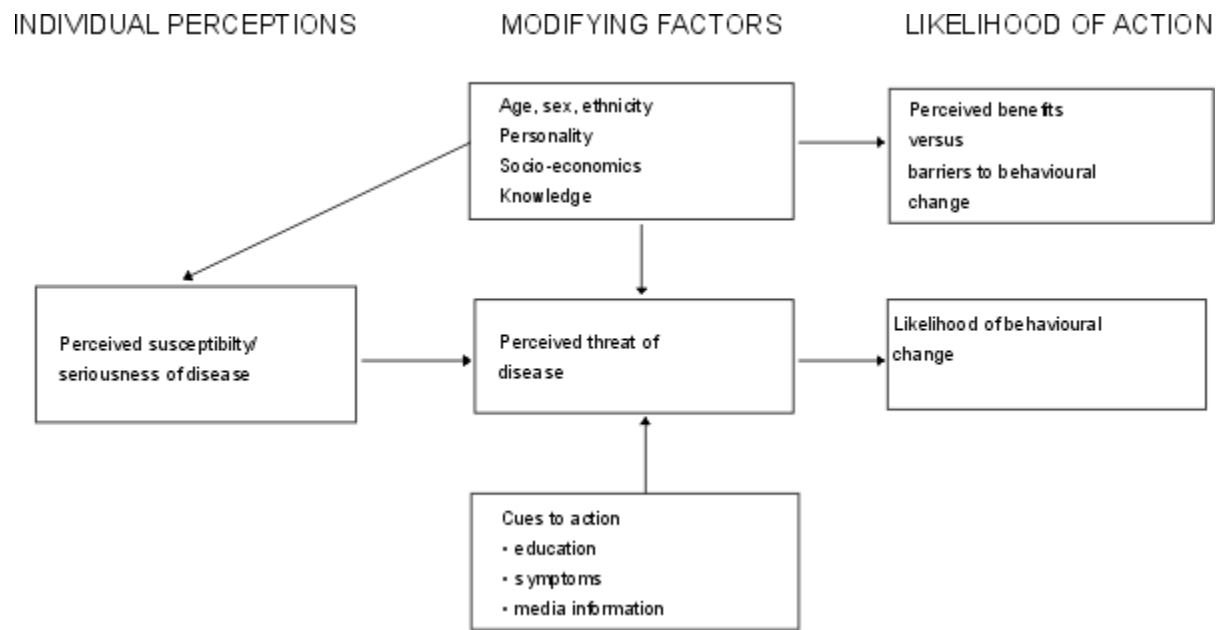 INDIVIDUAL PERCEPTIONS
MODIFYING FACTORS
LIKELIHOOD OF ACTION
Age, sex, ethnicity
Personality
Socio-economics
Knowledge
Perceived benefits
versus
barriers to behavioural
change
Perceived susceptibilty/
seriousness of disease
Perceived threat of
disease
Likelihood of behavioural
change
Cues to action
• education
• symptoms
• media information